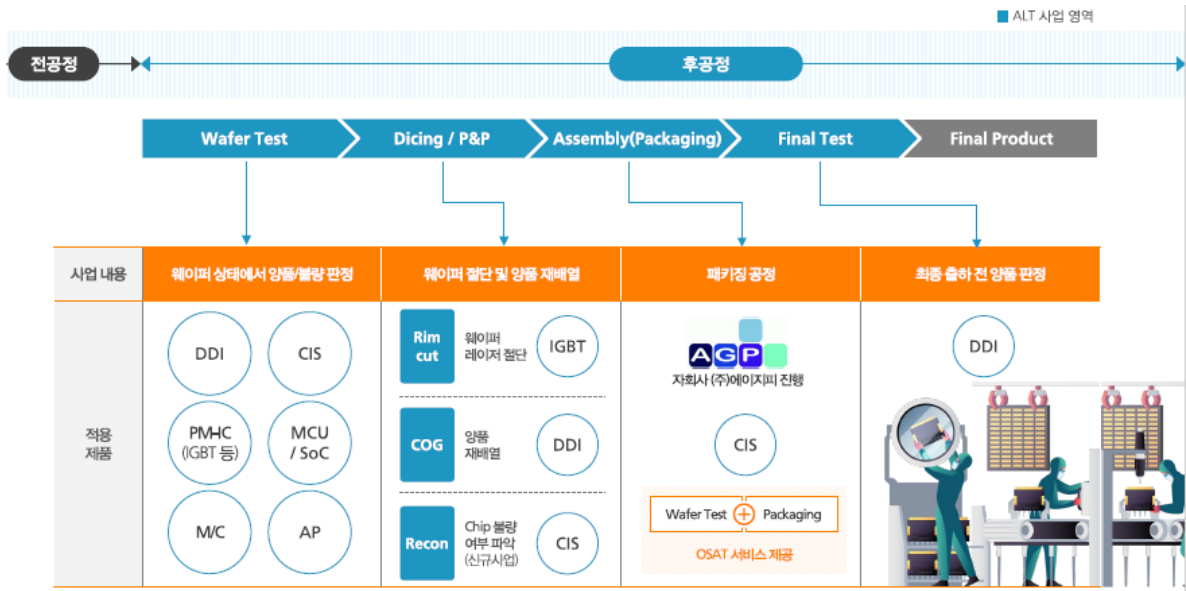 ALT 사업 영역
전공정
후공정
Wafer Test
Dicing / P&P
Assembly(Packaging)
Final Test
Final Product
사업 내용
웨이퍼 상태에서 양품/불량 판정
웨이퍼 절단 및 양품 재배열
패키징 공정
최종 출하 전 양품 판정
적용
제품
DDI
CIS
PM-IC
(IGBT 등)
MCU
/ SoC
M/C
AP
Rim
cut
웨이퍼
레이저 절단
IGBT
COG
양품
재배열
DDI
Recon
Chip 불량
여부 파악
(신규사업)
CIS
AGP
자회사 (주)에이지피 진행
CIS
Wafer Test + Packaging
OSAT 서비스 제공
DDI